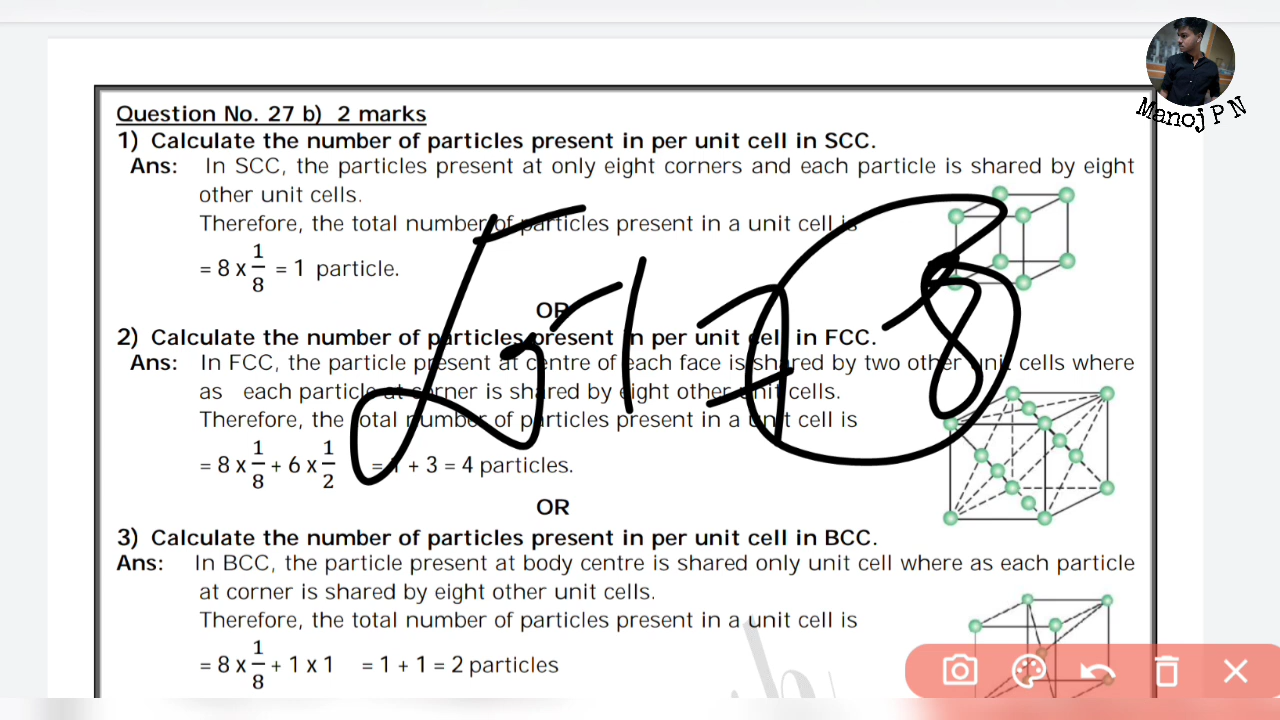 Manoj P N
Question No. 27 b) 2 marks
1) Calculate the number of particles present in per unit cell in SCC.
Ans: In SCC, the particles present at only eight corners and each particle is shared by eight
other unit cells.
Therefore, the total number of particles present in a unit cell is
= 8 x 1/8 = 1 particle.
OR
2) Calculate the number of particles present in per unit cell in FCC.
Ans: In FCC, the particle present at centre of each face is shared by two other unit cells where
as each particle at corner is shared by eight other unit cells.
Therefore, the total number of particles present in a unit cell is
= 8 x 1/8 + 6 x 1/2 = 1 + 3 = 4 particles.
OR
3) Calculate the number of particles present in per unit cell in BCC.
Ans: In BCC, the particle present at body centre is shared only unit cell where as each particle
at corner is shared by eight other unit cells.
Therefore, the total number of particles present in a unit cell is
= 8 x 1/8 + 1 x 1 = 1 + 1 = 2 particles